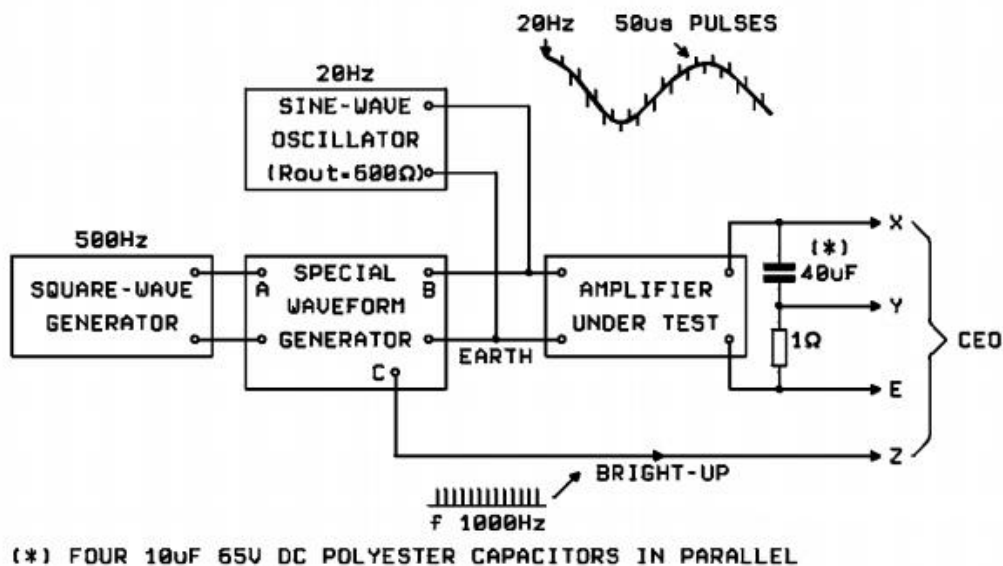 20Hz 50us PULSES
20Hz
SINE-WAVE
OSCILLATOR
(Rout=600Ω)
500Hz
SQUARE-WAVE
GENERATOR
A
SPECIAL
WAVEFORM
GENERATOR
B
C
EARTH
AMPLIFIER
UNDER TEST
(*)
40uF
1Ω
X
Y
E
Z
CEO
BRIGHT-UP
f 1000Hz
(*) FOUR 10uF 65V DC POLYESTER CAPACITORS IN PARALLEL